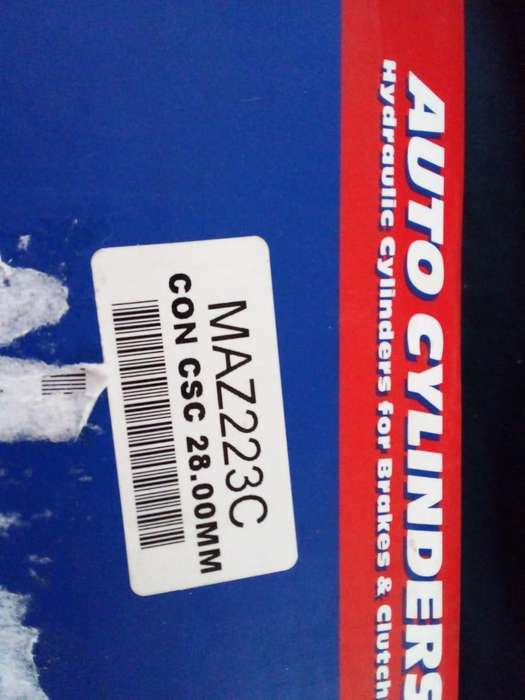 AUTO CYLINDERS
Hydraulic Cylinders for Brakes & Clutch
MAZ223C
CON CSC 28.00MM